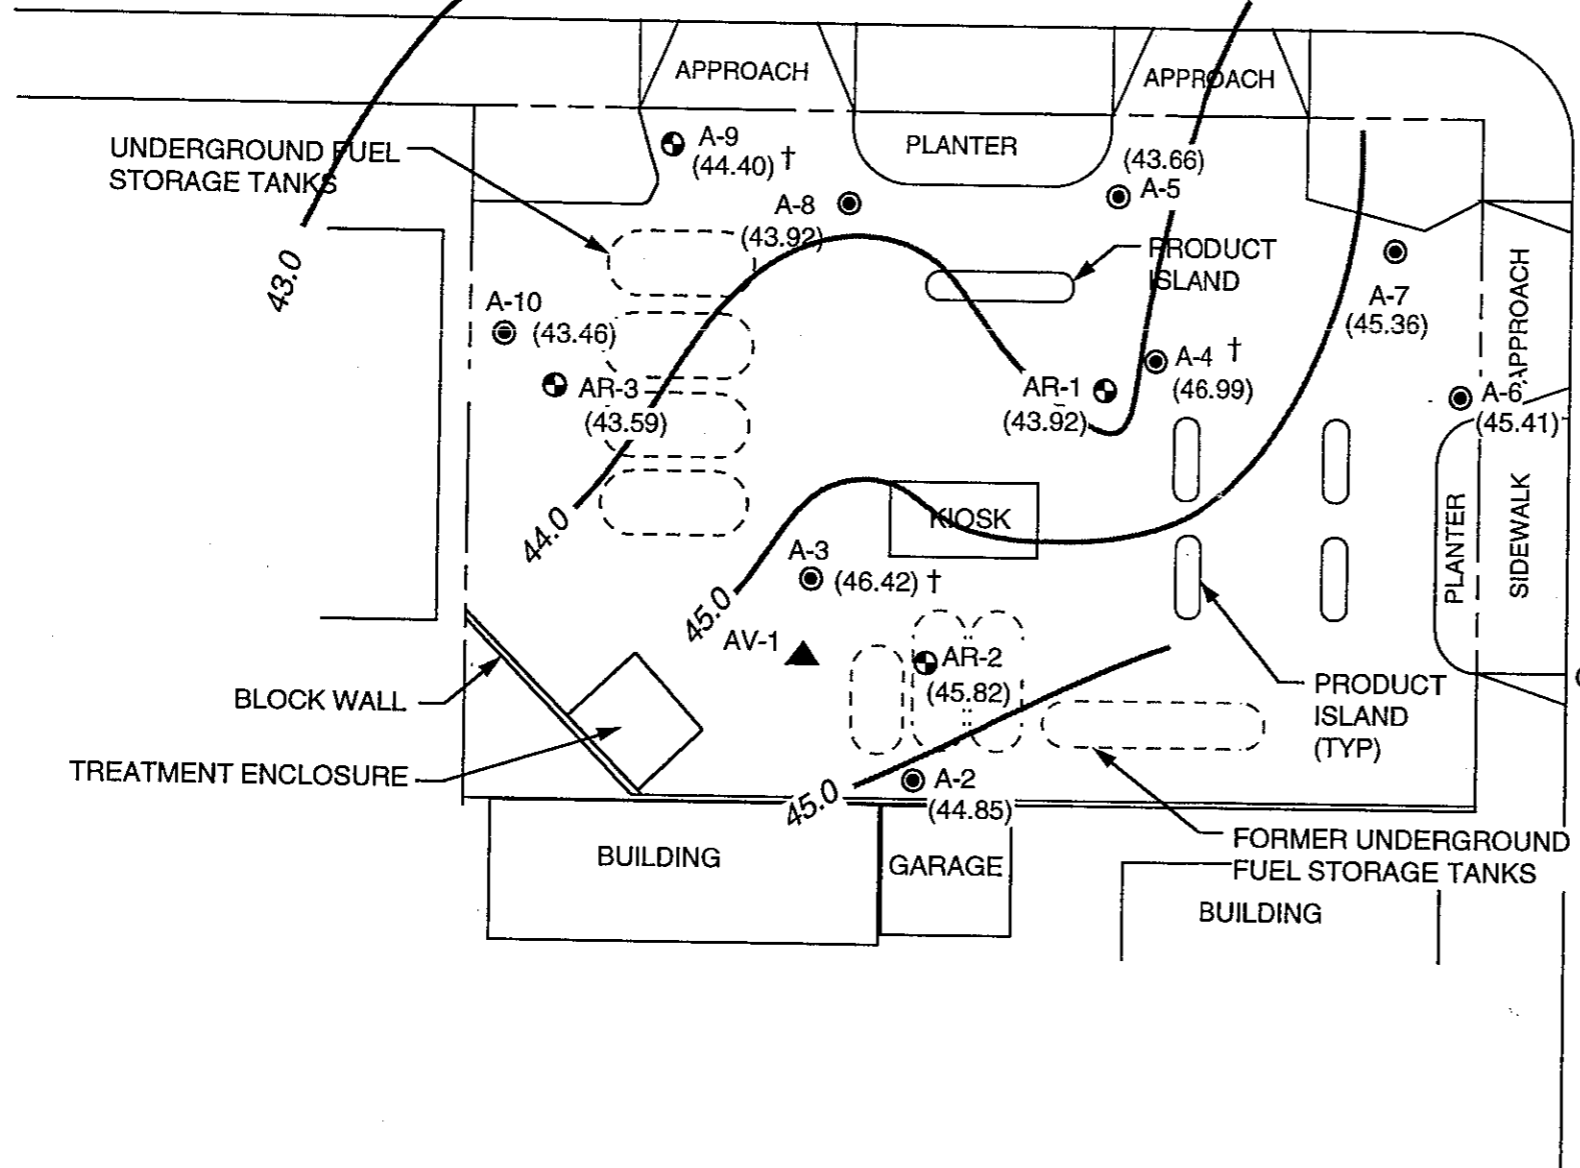 APPROACH
APPROACH
A-9
(44.40) †
PLANTER
UNDERGROUND FUEL
STORAGE TANKS
(43.66)
A-5
A-8
(43.92)
PRODUCT
ISLAND
43.0
A-10
(43.46)
A-7
(45.36)
APPROACH
A-4 †
(46.99)
AR-3
(43.59)
AR-1
(43.92)
A-6
(45.41)
44.0
KIOSK
PLANTER
SIDEWALK
A-3
(46.42) †
45.0
AV-1
AR-2
(45.82)
BLOCK WALL
PRODUCT
ISLAND
(TYP)
TREATMENT ENCLOSURE
45.0
A-2
(44.85)
FORMER UNDERGROUND
FUEL STORAGE TANKS
BUILDING
GARAGE
BUILDING